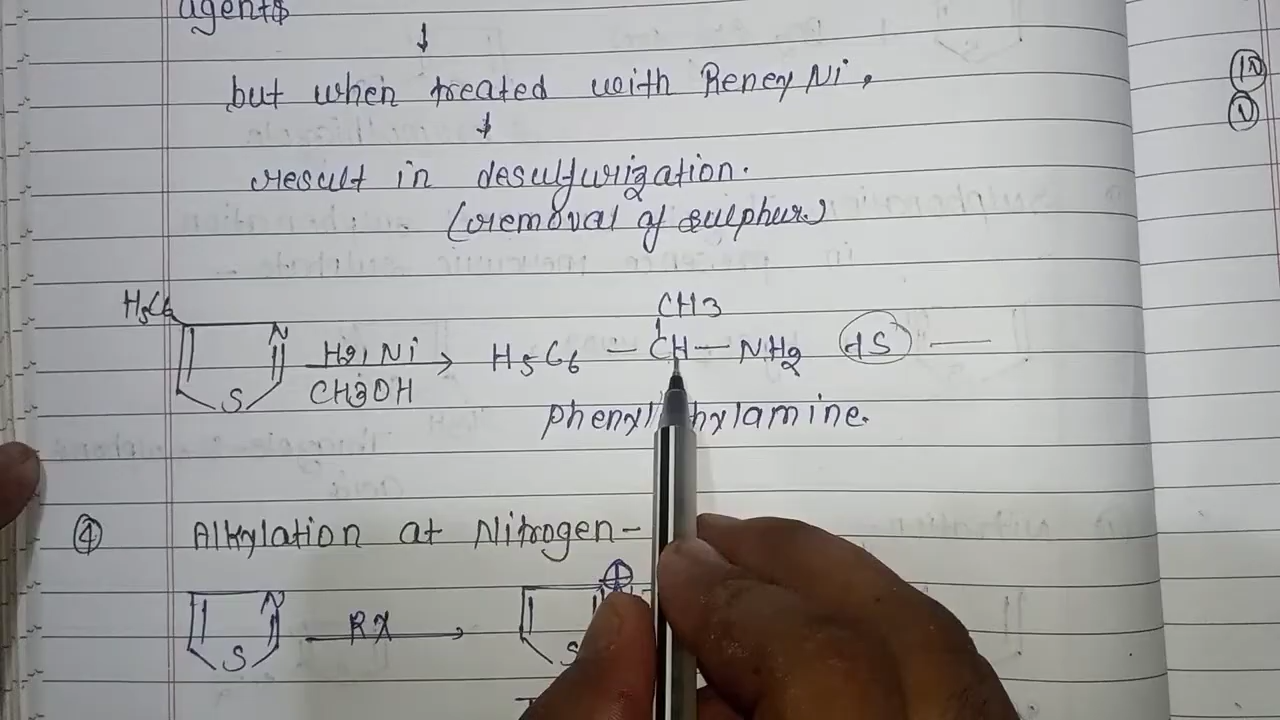 agents
↓
but when treated with Reney Ni,
↓
result in desulfurization.
(removal of sulphur)
H5C6
N
S
H2, Ni
CH3OH
CH3
H5C6 – CH – NH2 + S
phenyl hylamine.
④ Alkylation at Nitrogen –
N
S
RX
⊕
S